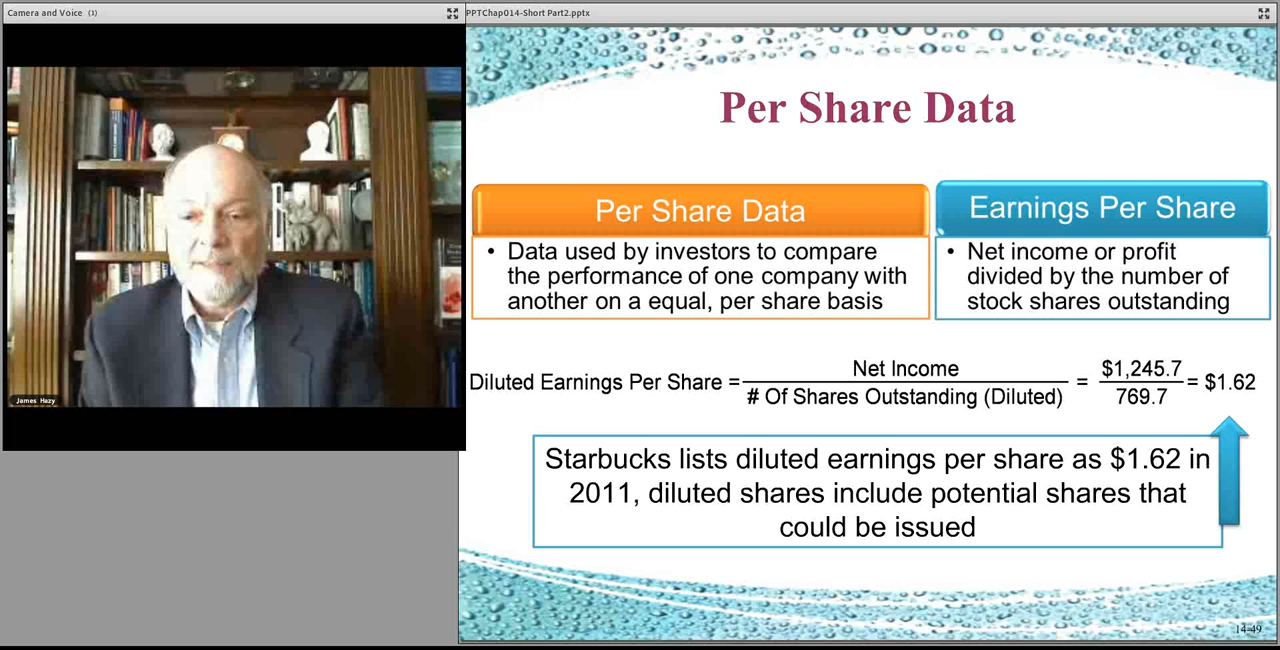 Camera and Voice (1)
PPTChap014-Short Part2.pptx
James Hazy
Per Share Data
Per Share Data
• Data used by investors to compare
the performance of one company with
another on a equal, per share basis
Earnings Per Share
• Net income or profit
divided by the number of
stock shares outstanding
Diluted Earnings Per Share = Net Income = $1,245.7 = $1.62
# Of Shares Outstanding (Diluted) 769.7
Starbucks lists diluted earnings per share as $1.62 in
2011, diluted shares include potential shares that
could be issued
14-49